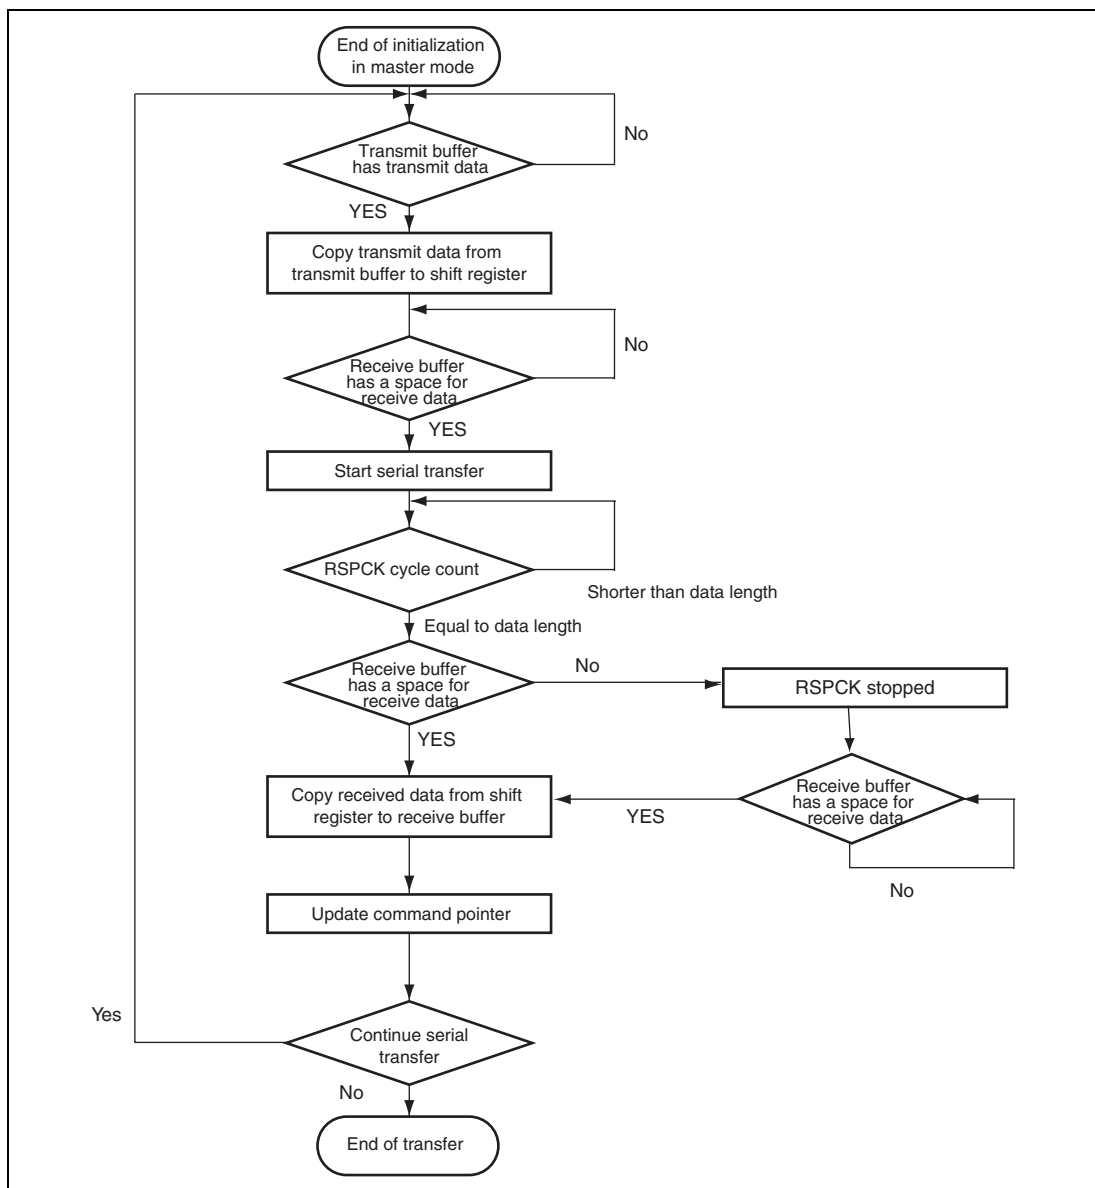 End of initialization
in master mode
No
Transmit buffer
has transmit data
YES
Copy transmit data from
transmit buffer to shift register
No
Receive buffer
has a space for
receive data
YES
Start serial transfer
RSPCK cycle count
Shorter than data length
Equal to data length
Receive buffer
has a space for
receive data
No
RSPCK stopped
YES
Copy received data from shift
register to receive buffer
YES
Receive buffer
has a space for
receive data
No
Update command pointer
Yes
Continue serial
transfer
No
End of transfer